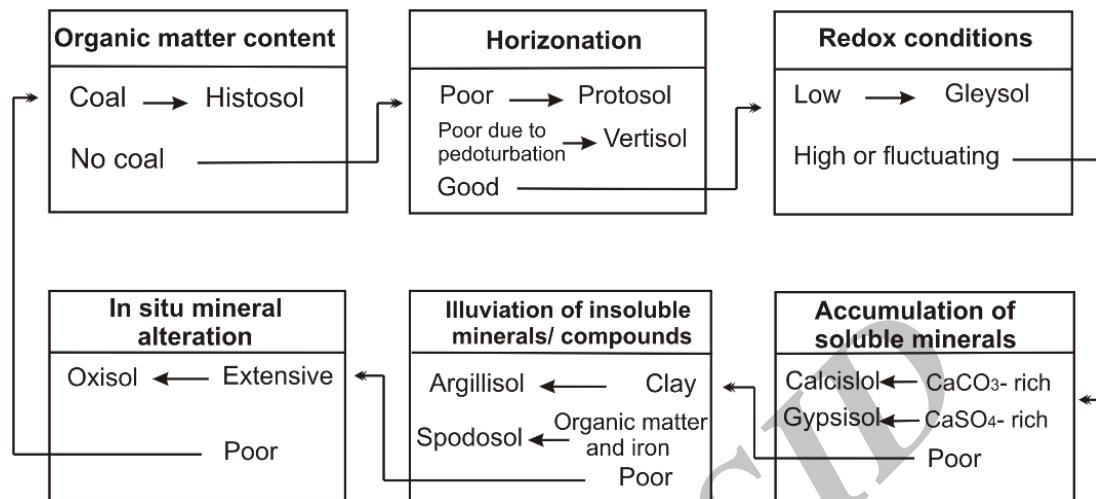 Organic matter content
Coal → Histosol
No coal
Horizonation
Poor → Protosol
Poor due to
pedoturbation → Vertisol
Good
Redox conditions
Low → Gleysol
High or fluctuating
In situ mineral
alteration
Oxisol ← Extensive
Poor
Illuviation of insoluble
minerals/ compounds
Argillisol ← Clay
Spodosol ← Organic matter
and iron
Poor
Accumulation of
soluble minerals
Calcislol ← CaCO3- rich
Gypsisol ← CaSO4- rich
Poor